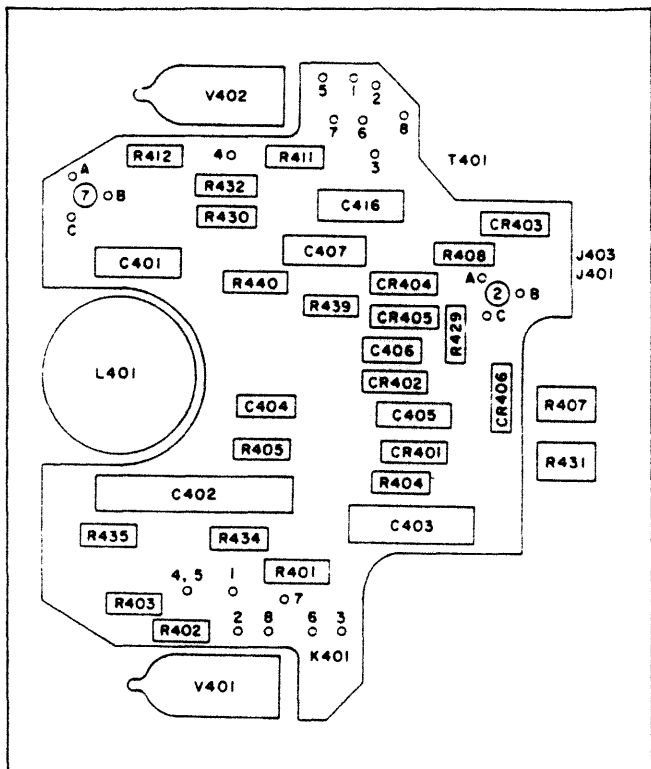 V402
5 1 2
7 6 8
R412 4 R411 3 T401
A
7 B
C
R432
R430
C416
CR403
C401
C407
R408
J403
J401
R440
CR404
A
2 B
C
R439
CR405
R429
C406
L401
CR402
CR406
C404
C405
R407
R405
CR401
R431
R404
C402
C403
R435
R434
4, 5 1
R401
7
R403
R402
2 8 6 3
K401
V401